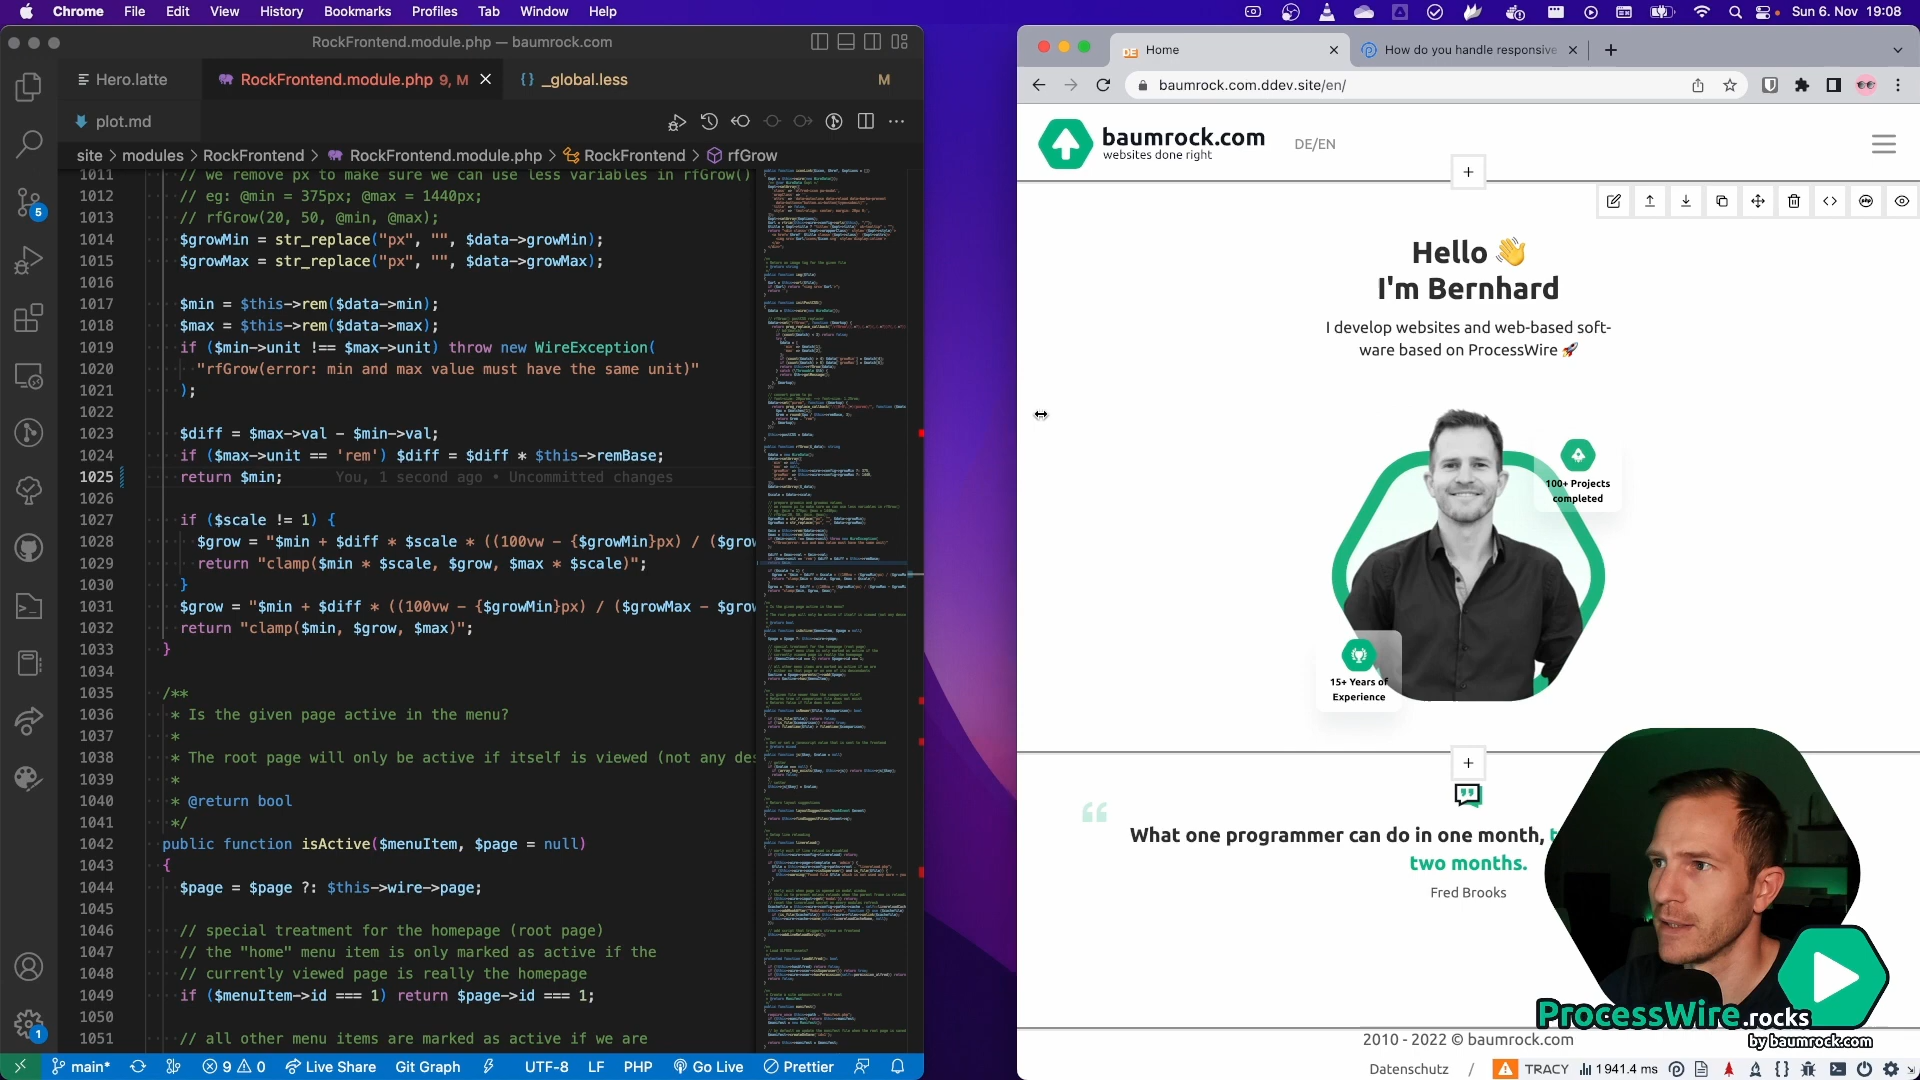 Chrome File Edit View History Bookmarks Profiles Tab Window Help
Sun 6. Nov 19:08
RockFrontend.module.php — baumrock.com
Hero.latte
RockFrontend.module.php 9, M
{} _global.less M
plot.md
site > modules > RockFrontend > RockFrontend.module.php > RockFrontend > rfGrow
1011 // we remove px to make sure we can use less variables in rfGrow()
1012 // eg: @min = 375px; @max = 1440px;
1013 // rfGrow(20, 50, @min, @max);
1014 $growMin = str_replace("px", "", $data->growMin);
1015 $growMax = str_replace("px", "", $data->growMax);
1016
1017 $min = $this->rem($data->min);
1018 $max = $this->rem($data->max);
1019 if ($min->unit !== $max->unit) throw new WireException(
1020 "rfGrow(error: min and max value must have the same unit)"
1021 );
1022
1023 $diff = $max->val - $min->val;
1024 if ($max->unit == 'rem') $diff = $diff * $this->remBase;
1025 return $min; You, 1 second ago • Uncommitted changes
1026
1027 if ($scale != 1) {
1028 $grow = "$min + $diff * $scale * ((100vw - {$growMin}px) / ($grow
1029 return "clamp($min * $scale, $grow, $max * $scale)";
1030 }
1031 $grow = "$min + $diff * ((100vw - {$growMin}px) / ($growMax - $grow
1032 return "clamp($min, $grow, $max)";
1033 }
1034
1035 /**
1036 * Is the given page active in the menu?
1037 *
1038 * The root page will only be active if itself is viewed (not any des
1039 *
1040 * @return bool
1041 */
1042 public function isActive($menuItem, $page = null)
1043 {
1044 $page = $page ?: $this->wire->page;
1045
1046 // special treatment for the homepage (root page)
1047 // the "home" menu item is only marked as active if the
1048 // currently viewed page is really the homepage
1049 if ($menuItem->id === 1) return $page->id === 1;
1050
1051 // all other menu items are marked as active if we are
5
1
main* 9 0 Live Share Git Graph UTF-8 LF PHP Go Live Prettier
DE Home
How do you handle responsive
baumrock.com.ddev.site/en/
baumrock.com
websites done right
DE/EN
+
Hello 👋
I'm Bernhard
I develop websites and web-based soft-
ware based on ProcessWire 🚀
100+ Projects
completed
15+ Years of
Experience
+
What one programmer can do in one month,
two months.
Fred Brooks
ProcessWire.rocks
by baumrock.com
2010 - 2022 © baumrock.com
Datenschutz / TRACY 1941.4 ms